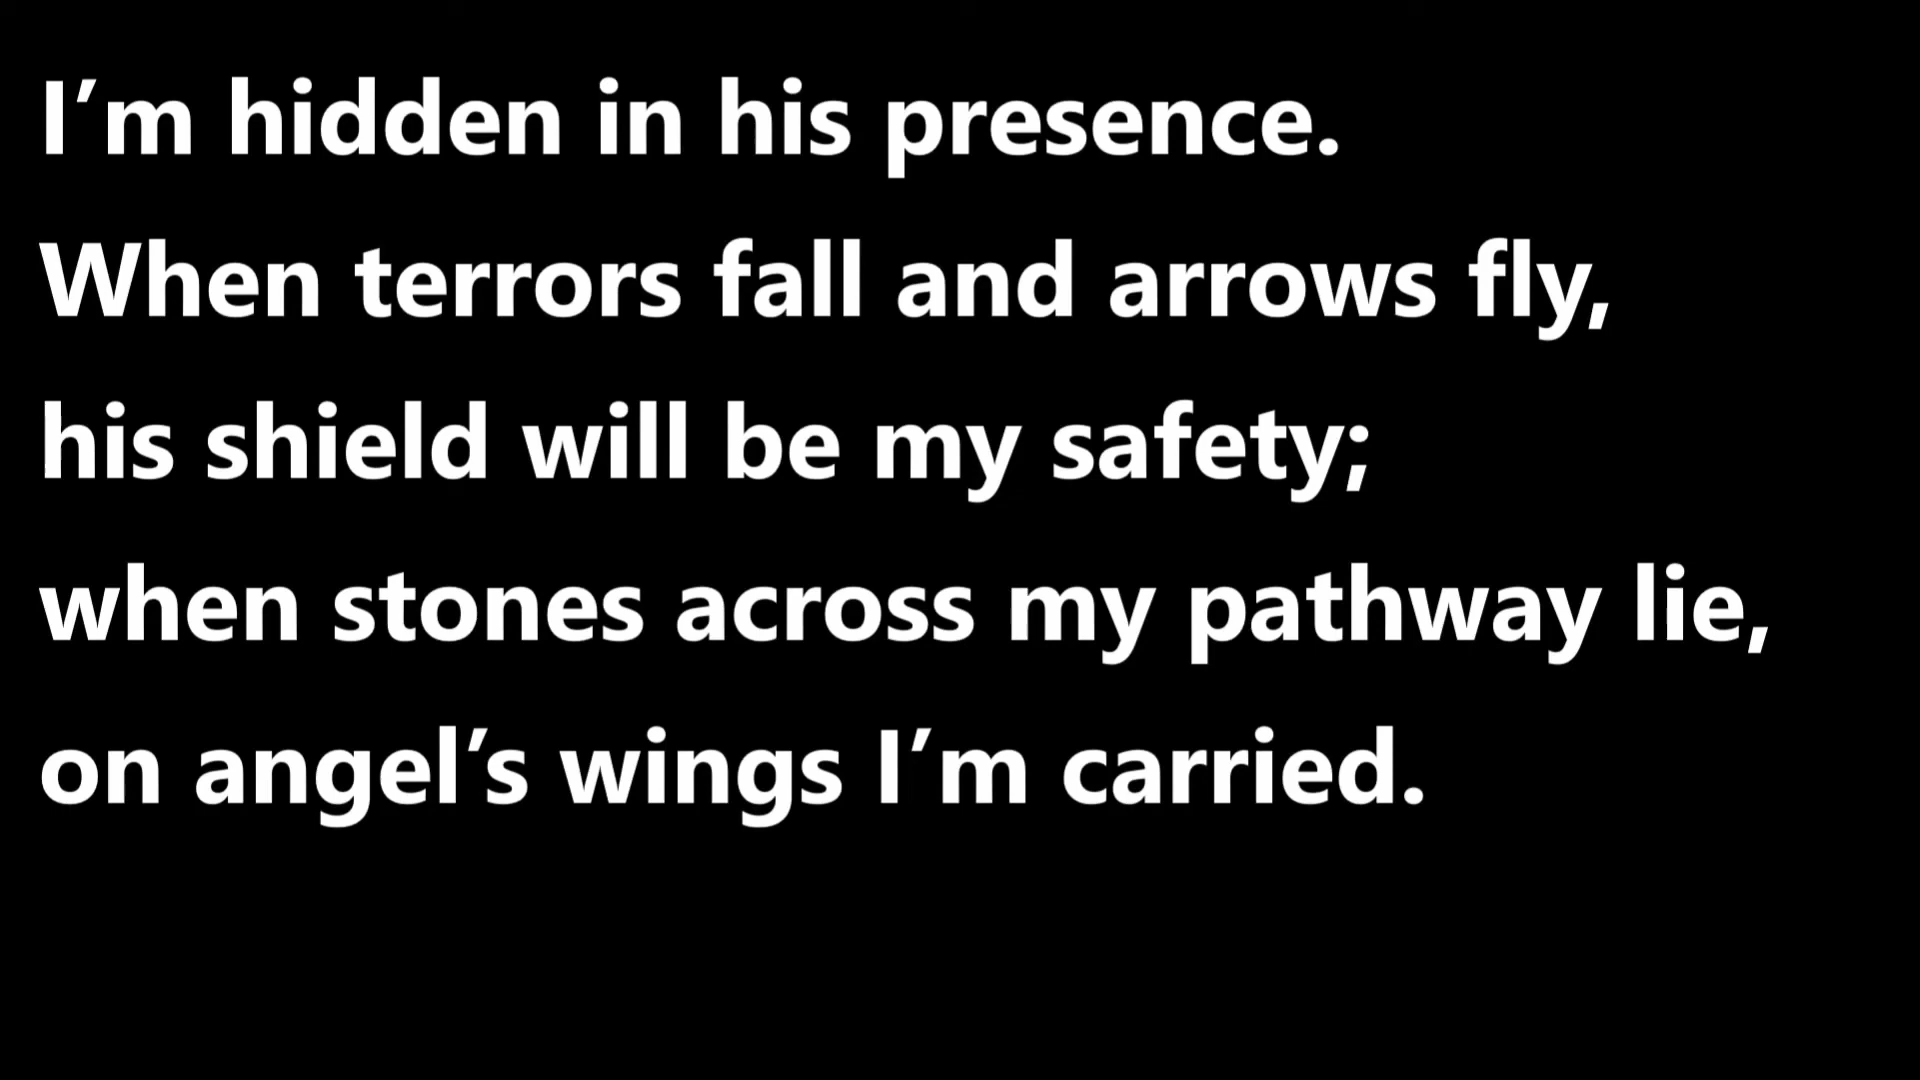 I’m hidden in his presence.
When terrors fall and arrows fly,
his shield will be my safety;
when stones across my pathway lie,
on angel’s wings I’m carried.